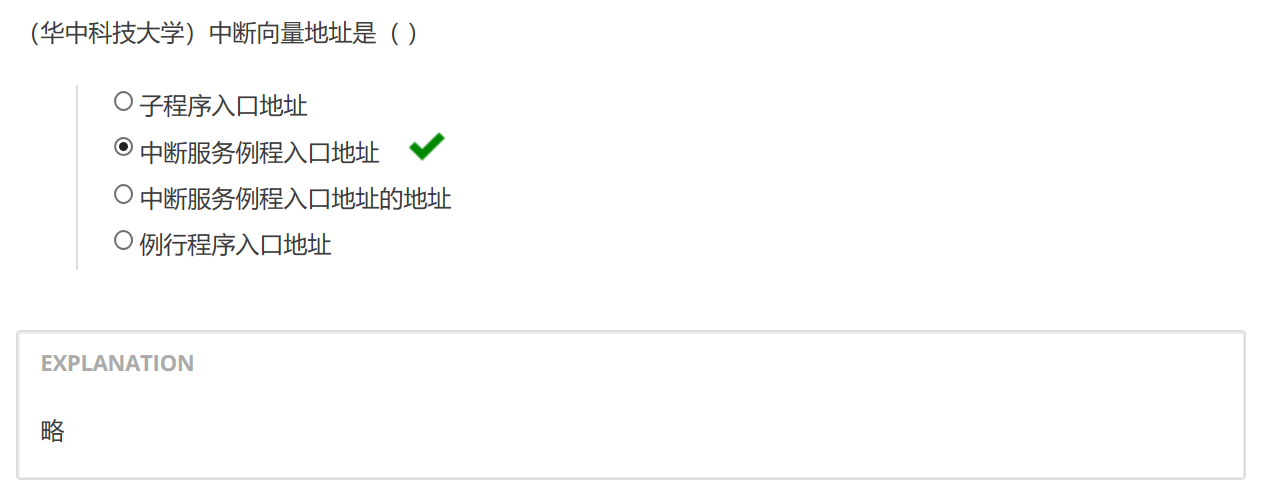 （华中科技大学）中断向量地址是（ ）
子程序入口地址
中断服务例程入口地址
中断服务例程入口地址的地址
例行程序入口地址
EXPLANATION
略